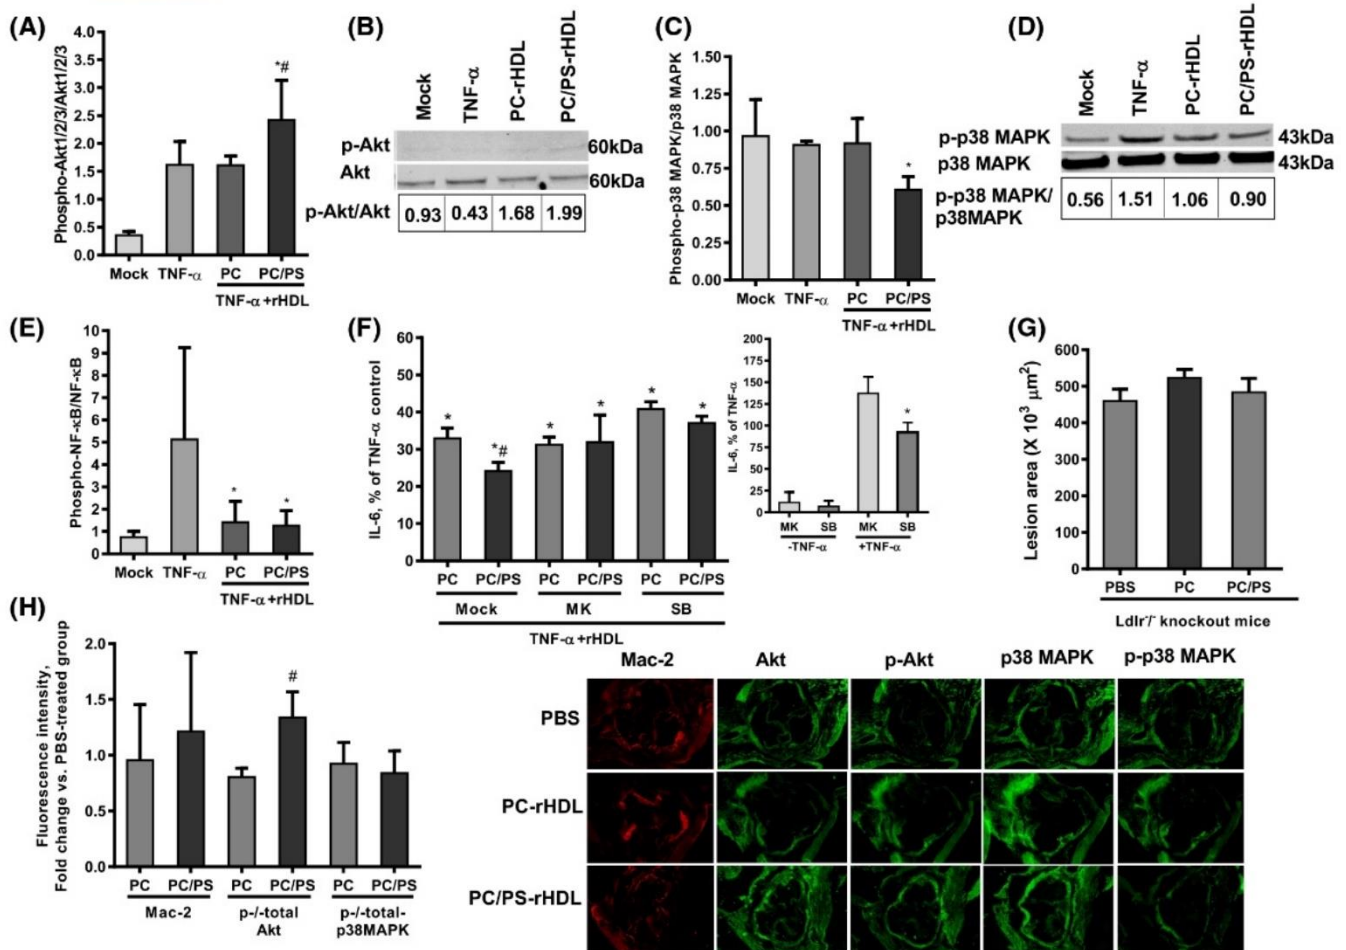 (A)
Phospho-Akt1/2/3/Akt1/2/3
4.0
3.5
3.0
2.5
2.0
1.5
1.0
0.5
0.0
*#
Mock TNF-α PC PC/PS
TNF-α+rHDL
(B)
Mock TNF-α PC-rHDL PC/PS-rHDL
p-Akt 60kDa
Akt 60kDa
p-Akt/Akt 0.93 0.43 1.68 1.99
(C)
Phospho-p38 MAPK/p38 MAPK
1.50
1.25
1.00
0.75
0.50
0.25
0.00
*
Mock TNF-α PC PC/PS
TNF-α+rHDL
(D)
Mock TNF-α PC-rHDL PC/PS-rHDL
p-p38 MAPK 43kDa
p38 MAPK 43kDa
p-p38 MAPK/
p38MAPK
0.56 1.51 1.06 0.90
(E)
Phospho-NF-κB/NF-κB
10
9
8
7
6
5
4
3
2
1
0
* *
Mock TNF-α PC PC/PS
TNF-α+rHDL
(F)
IL-6, % of TNF-α control
60
50
40
30
20
10
0
* *# * * * *
PC PC/PS PC PC/PS PC PC/PS
Mock MK SB
TNF-α+rHDL
IL-6, % of TNF-α
200
175
150
125
100
75
50
25
0
*
MK SB MK SB
-TNF-α +TNF-α
(G)
Lesion area (X 10³ μm²)
600
500
400
300
200
100
0
PBS PC PC/PS
Ldlr⁻/⁻ knockout mice
(H)
Fluorescence intensity,
Fold change vs. PBS-treated group
2.0
1.5
1.0
0.5
0.0
#
PC PC/PS PC PC/PS PC PC/PS
Mac-2 p-/-total Akt p-/-total-p38MAPK
Mac-2 Akt p-Akt p38 MAPK p-p38 MAPK
PBS
PC-rHDL
PC/PS-rHDL